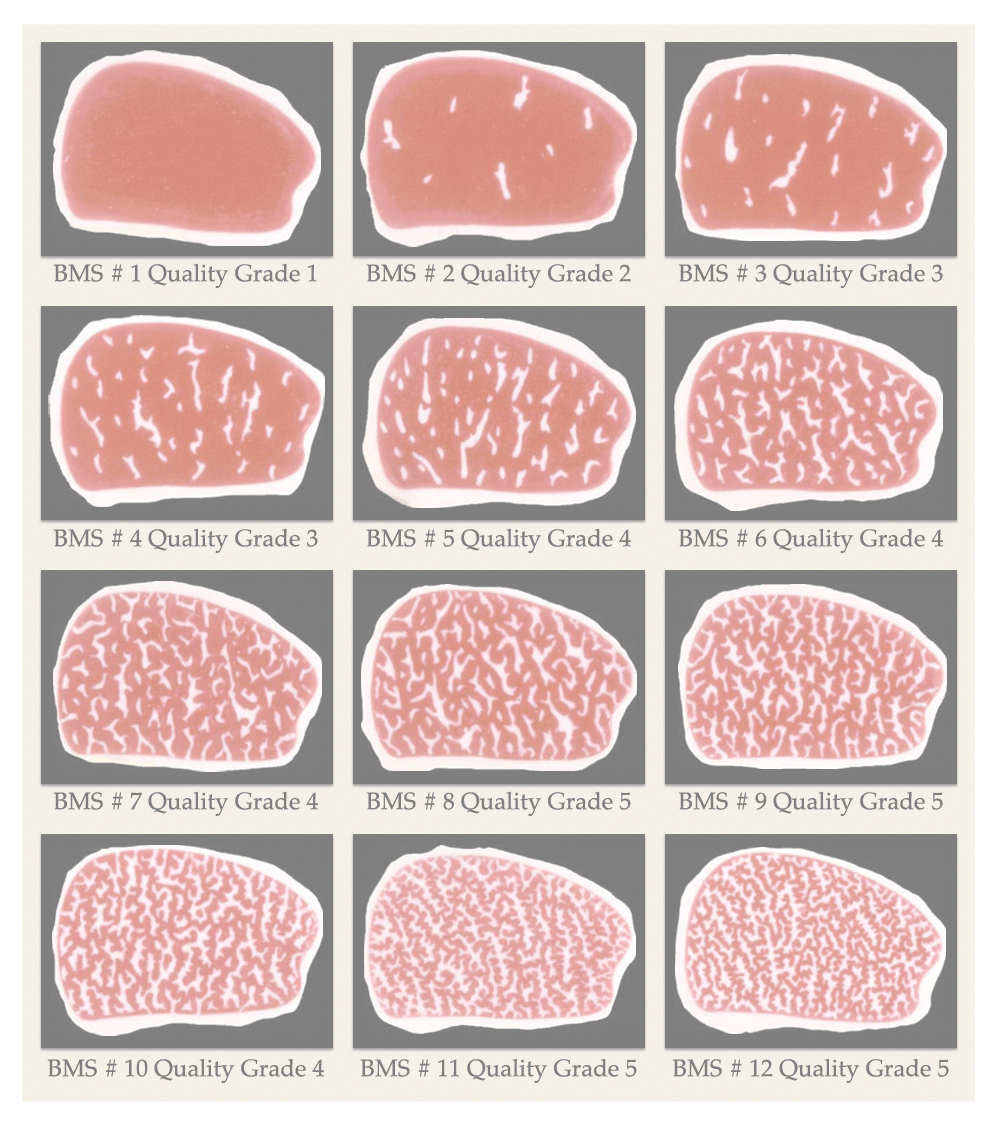 BMS # 1 Quality Grade 1
BMS # 2 Quality Grade 2
BMS # 3 Quality Grade 3
BMS # 4 Quality Grade 3
BMS # 5 Quality Grade 4
BMS # 6 Quality Grade 4
BMS # 7 Quality Grade 4
BMS # 8 Quality Grade 5
BMS # 9 Quality Grade 5
BMS # 10 Quality Grade 4
BMS # 11 Quality Grade 5
BMS # 12 Quality Grade 5